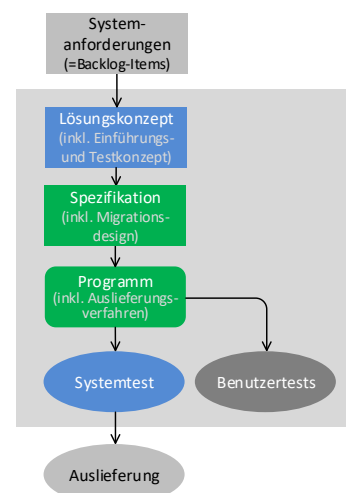 System-
anforderungen
(=Backlog-Items)
Lösungskonzept
(inkl. Einführungs-
und Testkonzept)
Spezifikation
(inkl. Migrations-
design)
Programm
(inkl. Auslieferungs-
verfahren)
Systemtest
Benutzertests
Auslieferung